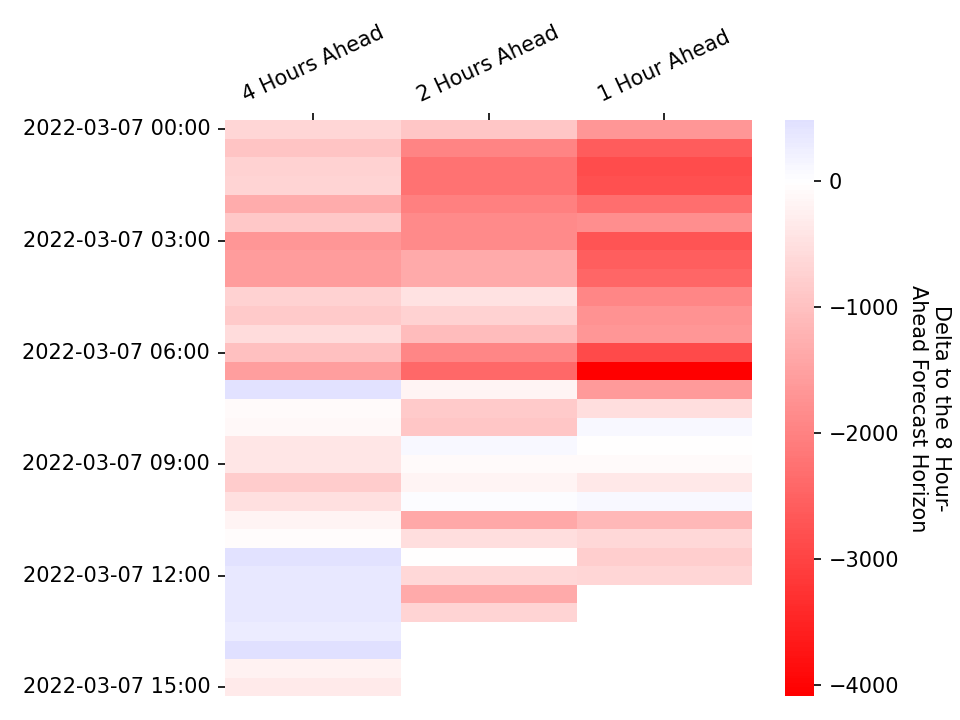 4 Hours Ahead
2 Hours Ahead
1 Hour Ahead
2022-03-07 00:00
2022-03-07 03:00
2022-03-07 06:00
2022-03-07 09:00
2022-03-07 12:00
2022-03-07 15:00
0
−1000
−2000
−3000
−4000
Delta to the 8 Hour-
Ahead Forecast Horizon